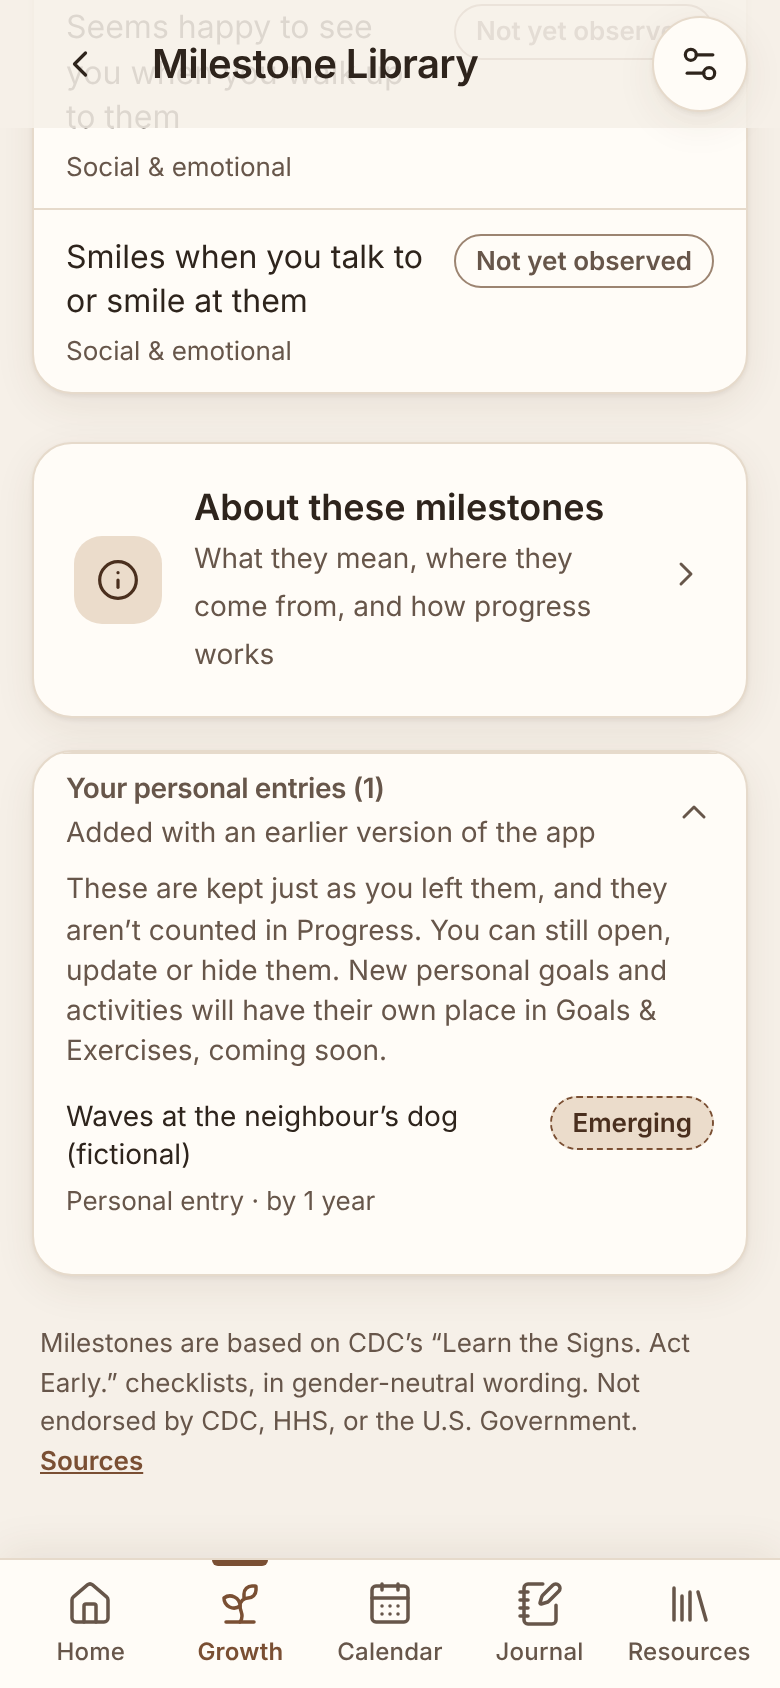 Seems happy to see
Not yet observe
Milestone Library
you when you walk up
to them
Social & emotional
Smiles when you talk to
or smile at them
Not yet observed
Social & emotional
About these milestones
What they mean, where they
come from, and how progress
works
Your personal entries (1)
Added with an earlier version of the app
These are kept just as you left them, and they
aren’t counted in Progress. You can still open,
update or hide them. New personal goals and
activities will have their own place in Goals &
Exercises, coming soon.
Waves at the neighbour’s dog
(fictional)
Emerging
Personal entry · by 1 year
Milestones are based on CDC’s “Learn the Signs. Act
Early.” checklists, in gender-neutral wording. Not
endorsed by CDC, HHS, or the U.S. Government.
Sources
Home
Growth
Calendar
Journal
Resources